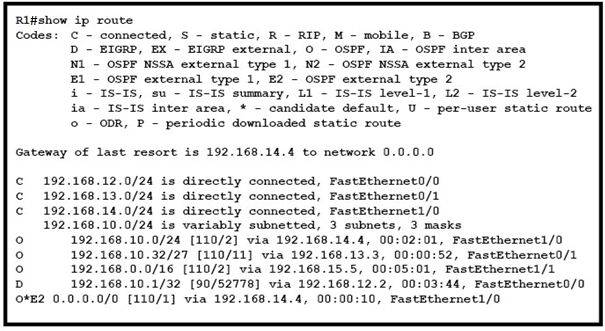 R1#show ip route
Codes: C - connected, S - static, R - RIP, M - mobile, B - BGP
D - EIGRP, EX - EIGRP external, O - OSPF, IA - OSPF inter area
N1 - OSPF NSSA external type 1, N2 - OSPF NSSA external type 2
E1 - OSPF external type 1, E2 - OSPF external type 2
i - IS-IS, su - IS-IS summary, L1 - IS-IS level-1, L2 - IS-IS level-2
ia - IS-IS inter area, * - candidate default, U - per-user static route
o - ODR, P - periodic downloaded static route
Gateway of last resort is 192.168.14.4 to network 0.0.0.0
C 192.168.12.0/24 is directly connected, FastEthernet0/0
C 192.168.13.0/24 is directly connected, FastEthernet0/1
C 192.168.14.0/24 is directly connected, FastEthernet1/0
192.168.10.0/24 is variably subnetted, 3 subnets, 3 masks
O 192.168.10.0/24 [110/2] via 192.168.14.4, 00:02:01, FastEthernet1/0
O 192.168.10.32/27 [110/11] via 192.168.13.3, 00:00:52, FastEthernet0/1
O 192.168.0.0/16 [110/2] via 192.168.15.5, 00:05:01, FastEthernet1/1
D 192.168.10.1/32 [90/52778] via 192.168.12.2, 00:03:44, FastEthernet0/0
O*E2 0.0.0.0/0 [110/1] via 192.168.14.4, 00:00:10, FastEthernet1/0